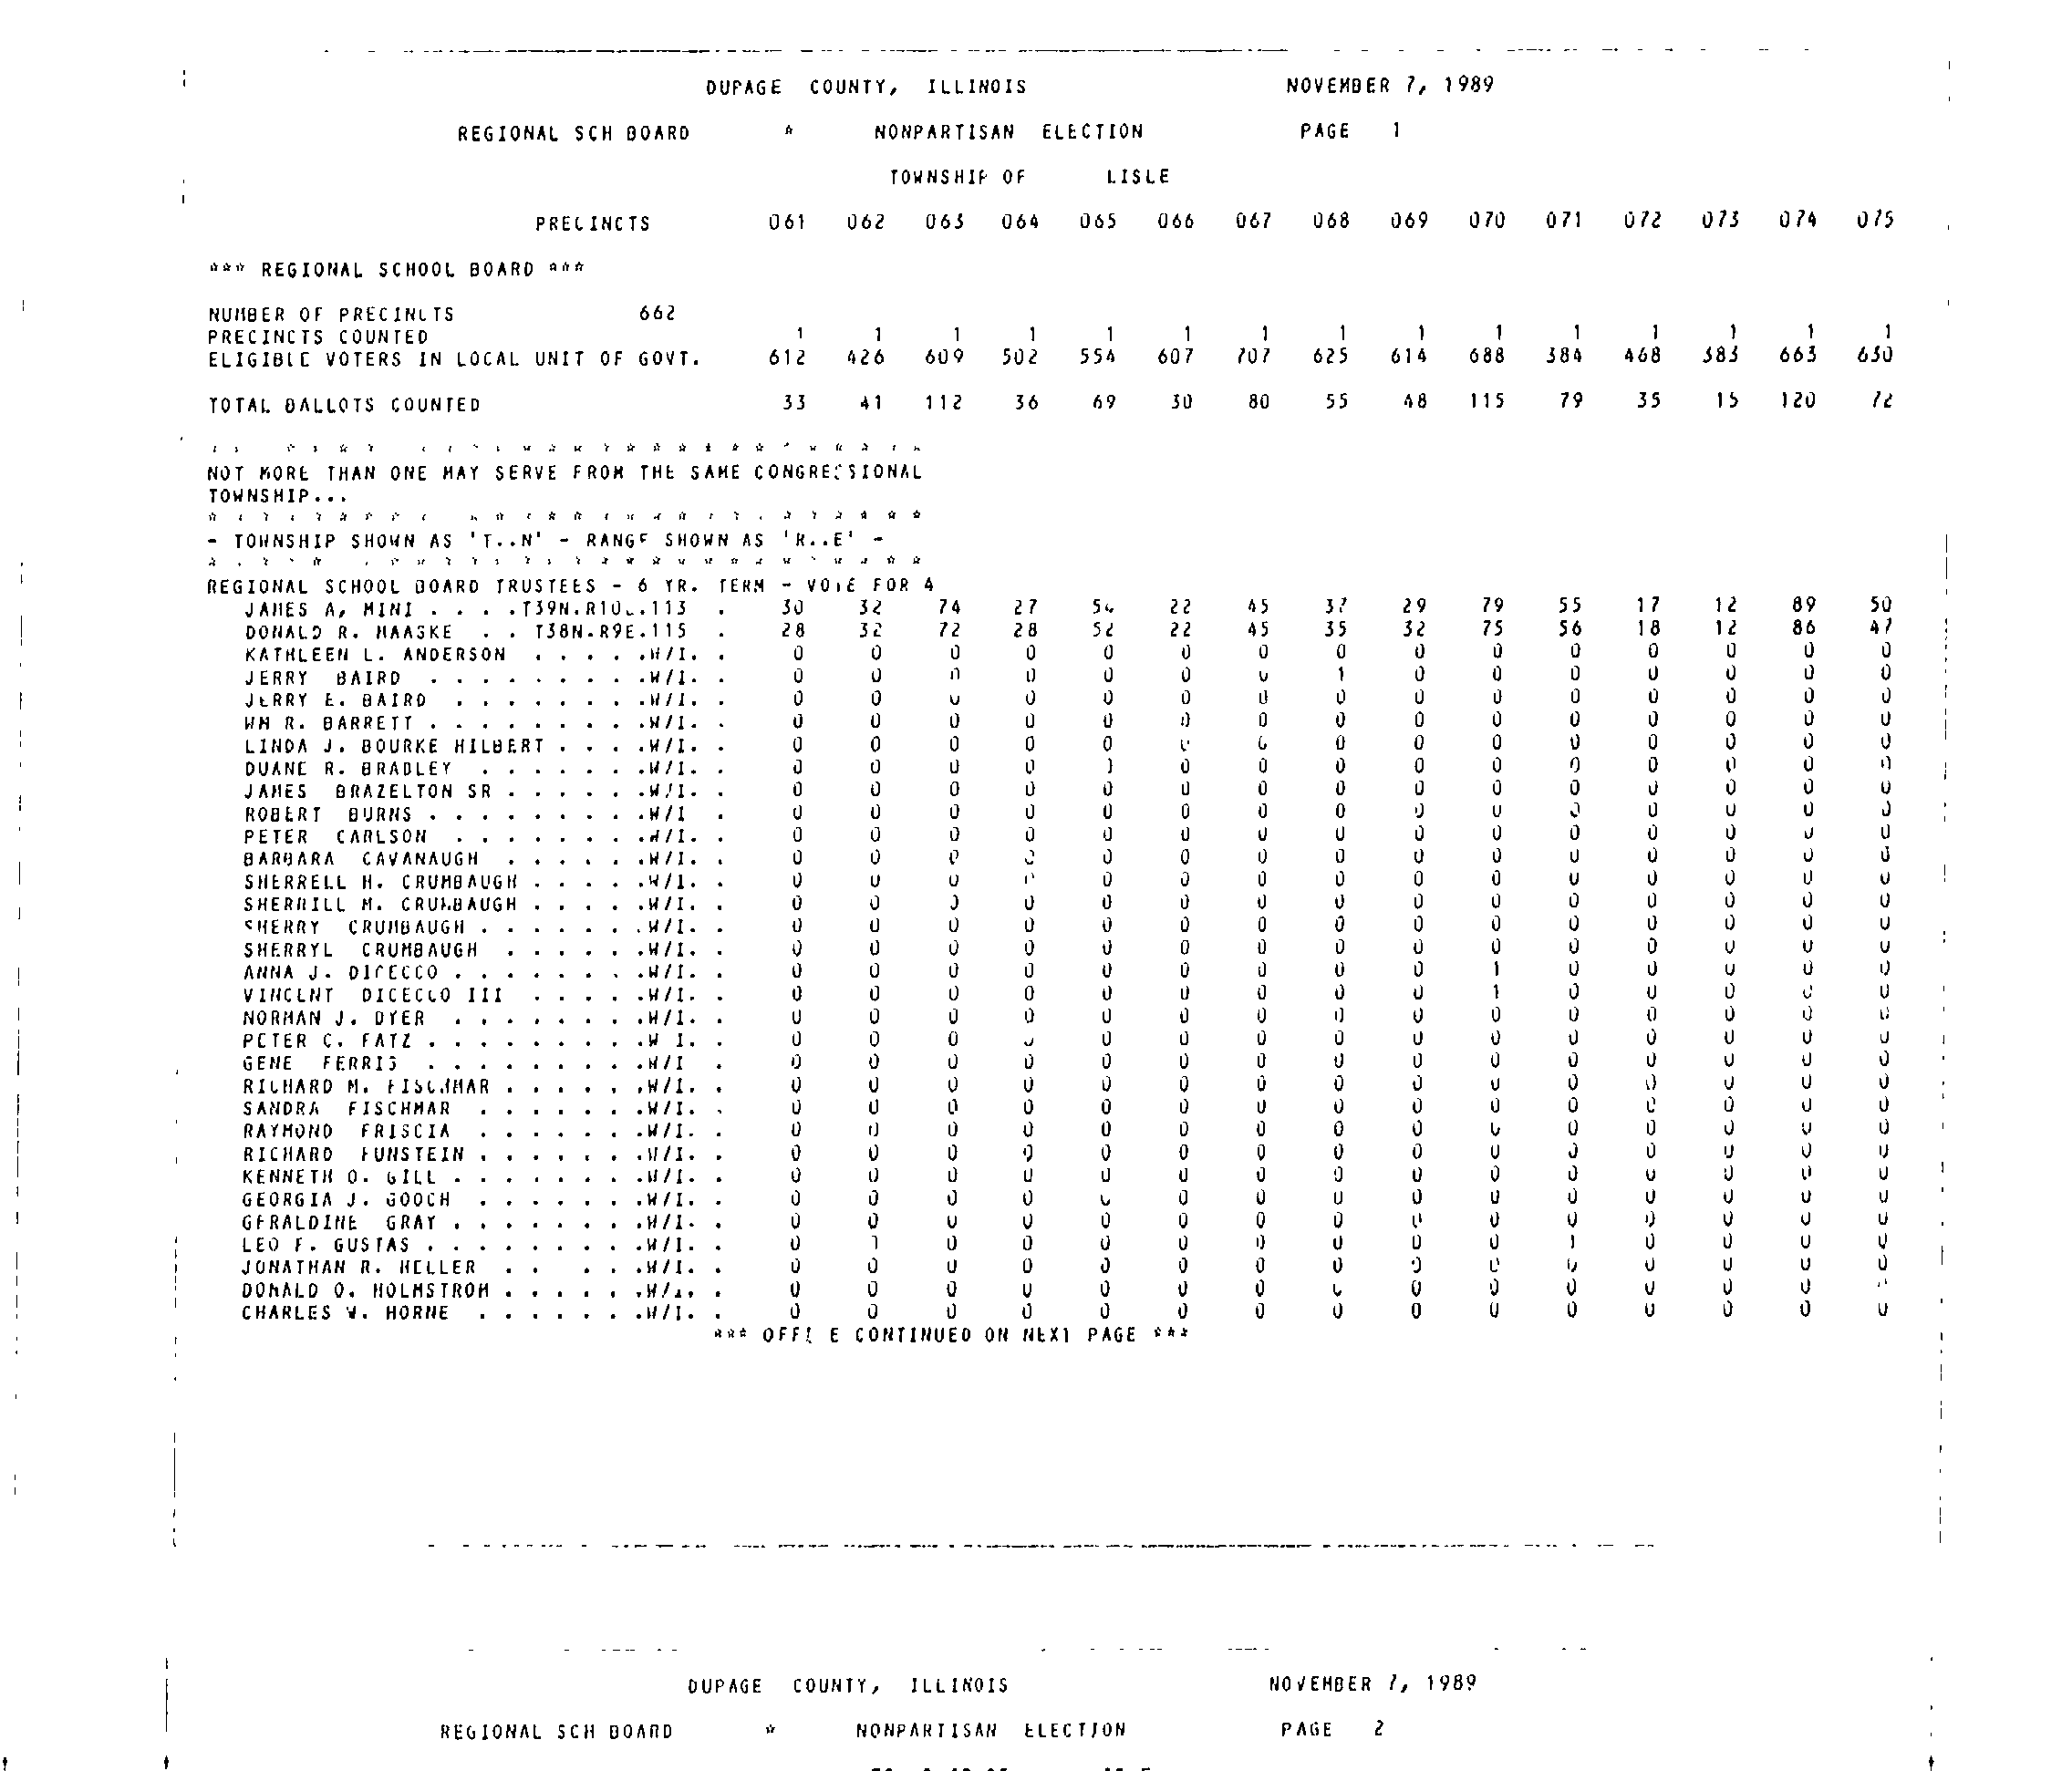 DUPAGE COUNTY, ILLINOIS NOVEMBER 7, 1989
REGIONAL SCH BOARD * NONPARTISAN ELECTION PAGE 1
TOWNSHIP OF LISLE
PRECINCTS 061 062 063 064 065 066 067 068 069 070 071 072 073 074 075
*** REGIONAL SCHOOL BOARD ***
NUMBER OF PRECINCTS 662
PRECINCTS COUNTED 1 1 1 1 1 1 1 1 1 1 1 1 1 1 1
ELIGIBLE VOTERS IN LOCAL UNIT OF GOVT. 612 426 609 502 554 607 707 625 614 688 384 468 383 663 630
TOTAL BALLOTS COUNTED 33 41 112 36 69 30 80 55 48 115 79 35 15 120 72
NOT MORE THAN ONE MAY SERVE FROM THE SAME CONGRESSIONAL
TOWNSHIP...
- TOWNSHIP SHOWN AS 'T..N' - RANGE SHOWN AS 'R..E' -
REGIONAL SCHOOL BOARD TRUSTEES - 6 YR. TERM - VOTE FOR 4
JAMES A. MINI . . . .T39N.R10E.113 . 30 32 74 27 22 45 37 29 79 55 17 12 89 50
DONALD R. HAASKE . . T38N.R9E.115 . 28 32 72 28 52 22 45 35 32 75 56 18 12 86 47
KATHLEEN L. ANDERSON . . . . .W/I. . 0 0 0 0 0 0 0 0 0 0 0 0 0 0 0
JERRY BAIRD . . . . . . . . .W/I. . 0 0 0 0 0 0 0 1 0 0 0 0 0 0 0
JERRY E. BAIRD . . . . . . . .W/I. . 0 0 0 0 0 0 0 0 0 0 0 0 0 0 0
WM R. BARRETT . . . . . . . . .W/I. . 0 0 0 0 0 0 0 0 0 0 0 0 0 0 0
LINDA J. BOURKE HILBERT . . . .W/I. . 0 0 0 0 0 0 0 0 0 0 0 0 0 0 0
DUANE R. BRADLEY . . . . . . .W/I. . 0 0 0 0 1 0 0 0 0 0 0 0 0 0 0
JAMES BRAZELTON SR . . . . . .W/I. . 0 0 0 0 0 0 0 0 0 0 0 0 0 0 0
ROBERT BURNS . . . . . . . . .W/I . 0 0 0 0 0 0 0 0 0 0 0 0 0 0 0
PETER CARLSON . . . . . . . .W/I. . 0 0 0 0 0 0 0 0 0 0 0 0 0 0 0
BARBARA CAVANAUGH . . . . . .W/I. . 0 0 0 0 0 0 0 0 0 0 0 0 0 0 0
SHERRELL H. CRUMBAUGH . . . . .W/I. . 0 0 0 0 0 0 0 0 0 0 0 0 0 0 0
SHERRILL M. CRUMBAUGH . . . . .W/I. . 0 0 0 0 0 0 0 0 0 0 0 0 0 0 0
SHERRY CRUMBAUGH . . . . . . .W/I. . 0 0 0 0 0 0 0 0 0 0 0 0 0 0 0
SHERRYL CRUMBAUGH . . . . . .W/I. . 0 0 0 0 0 0 0 0 0 0 0 0 0 0 0
ANNA J. DICECCO . . . . . . . .W/I. . 0 0 0 0 0 0 0 0 0 1 0 0 0 0 0
VINCENT DICECCO III . . . . .W/I. . 0 0 0 0 0 0 0 0 0 1 0 0 0 0 0
NORMAN J. DYER . . . . . . . .W/I. . 0 0 0 0 0 0 0 0 0 0 0 0 0 0 0
PETER C. FATZ . . . . . . . . .W I. . 0 0 0 0 0 0 0 0 0 0 0 0 0 0 0
GENE FERRIS . . . . . . . . .W/I . 0 0 0 0 0 0 0 0 0 0 0 0 0 0 0
RICHARD M. FISCHMAR . . . . . .W/I. . 0 0 0 0 0 0 0 0 0 0 0 0 0 0 0
SANDRA FISCHMAR . . . . . . .W/I. . 0 0 0 0 0 0 0 0 0 0 0 0 0 0 0
RAYMOND FRISCIA . . . . . . .W/I. . 0 0 0 0 0 0 0 0 0 0 0 0 0 0 0
RICHARD FUNSTEIN . . . . . . .W/I. . 0 0 0 0 0 0 0 0 0 0 0 0 0 0 0
KENNETH O. GILL . . . . . . . .W/I. . 0 0 0 0 0 0 0 0 0 0 0 0 0 0 0
GEORGIA J. GOOCH . . . . . . .W/I. . 0 0 0 0 0 0 0 0 0 0 0 0 0 0 0
GERALDINE GRAY . . . . . . . .W/I. . 0 0 0 0 0 0 0 0 0 0 0 0 0 0 0
LEO F. GUSTAS . . . . . . . . .W/I. . 0 1 0 0 0 0 0 0 0 0 1 0 0 0 0
JONATHAN R. HELLER . . . . .W/I. . 0 0 0 0 0 0 0 0 0 0 0 0 0 0 0
DONALD O. HOLMSTROM . . . . . .W/I. . 0 0 0 0 0 0 0 0 0 0 0 0 0 0
CHARLES W. HORNE . . . . . . .W/I. . 0 0 0 0 0 0 0 0 0 0 0 0 0 0 0
*** OFFI E CONTINUED ON NEXT PAGE ***
DUPAGE COUNTY, ILLINOIS NOVEMBER 7, 1989
REGIONAL SCH BOARD * NONPARTISAN ELECTION PAGE 2